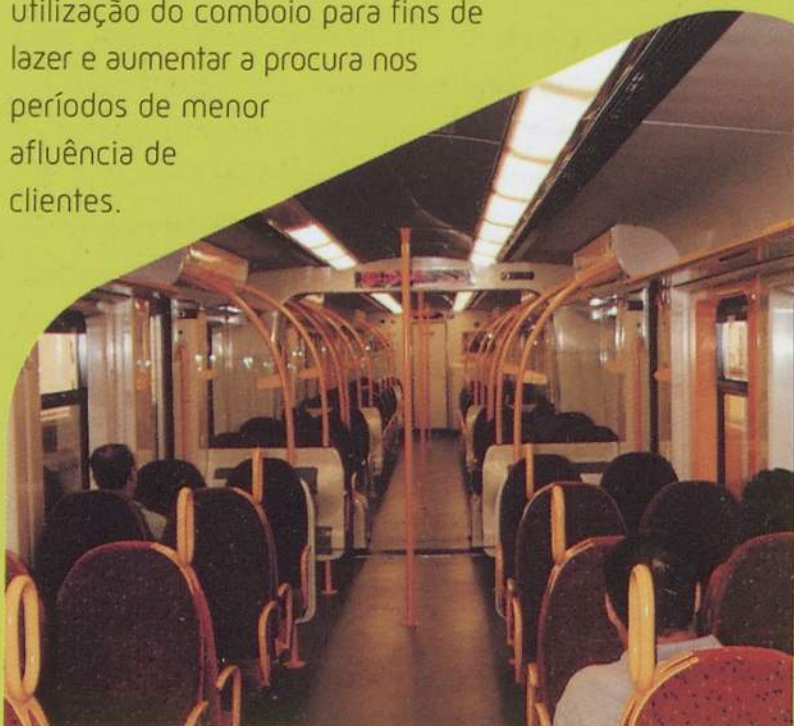 utilização do comboio para fins de
lazer e aumentar a procura nos
períodos de menor
afluência de
clientes.